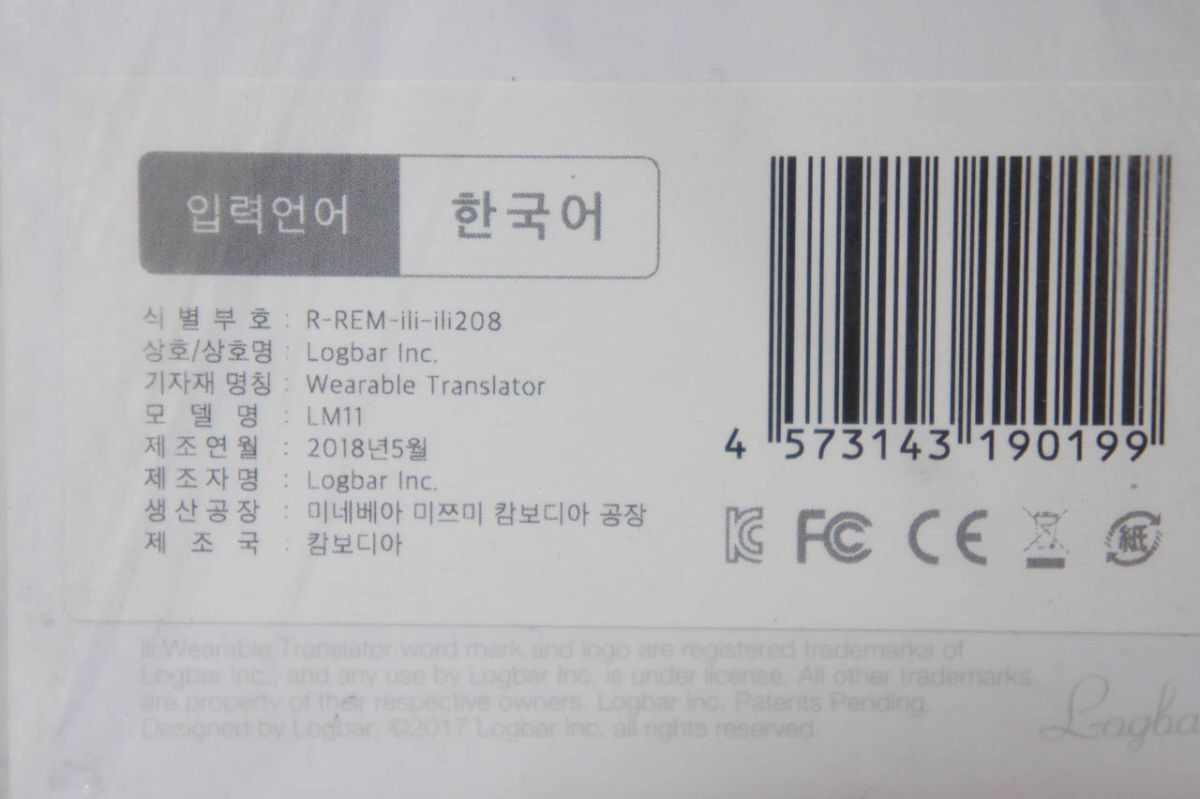 입력언어 한국어
식별부호 : R-REM-ili-ili208
상호/상호명 : Logbar Inc.
기자재 명칭 : Wearable Translator
모델명 : LM11
제조연월 : 2018년5월
제조자명 : Logbar Inc.
생산공장 : 미네베아 미쯔미 캄보디아 공장
제조국 : 캄보디아
4 573143 190199
KC FC CE 紙
ili Wearable Translator word mark and logo are registered trademarks of
Logbar Inc., and any use by Logbar Inc. is under license. All other trademarks
are property of their respective owners. Logbar Inc. Patents Pending.
Designed by Logbar. ©2017 Logbar Inc. all rights reserved.